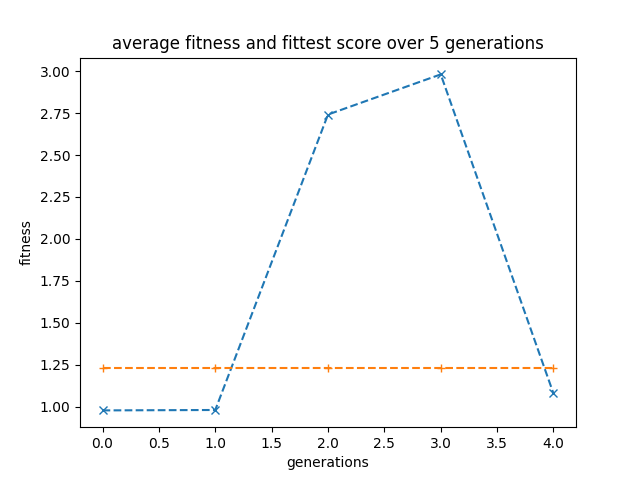 average fitness and fittest score over 5 generations
3.00
2.75
2.50
2.25
2.00
1.75
1.50
1.25
1.00
fitness
0.0 0.5 1.0 1.5 2.0 2.5 3.0 3.5 4.0
generations